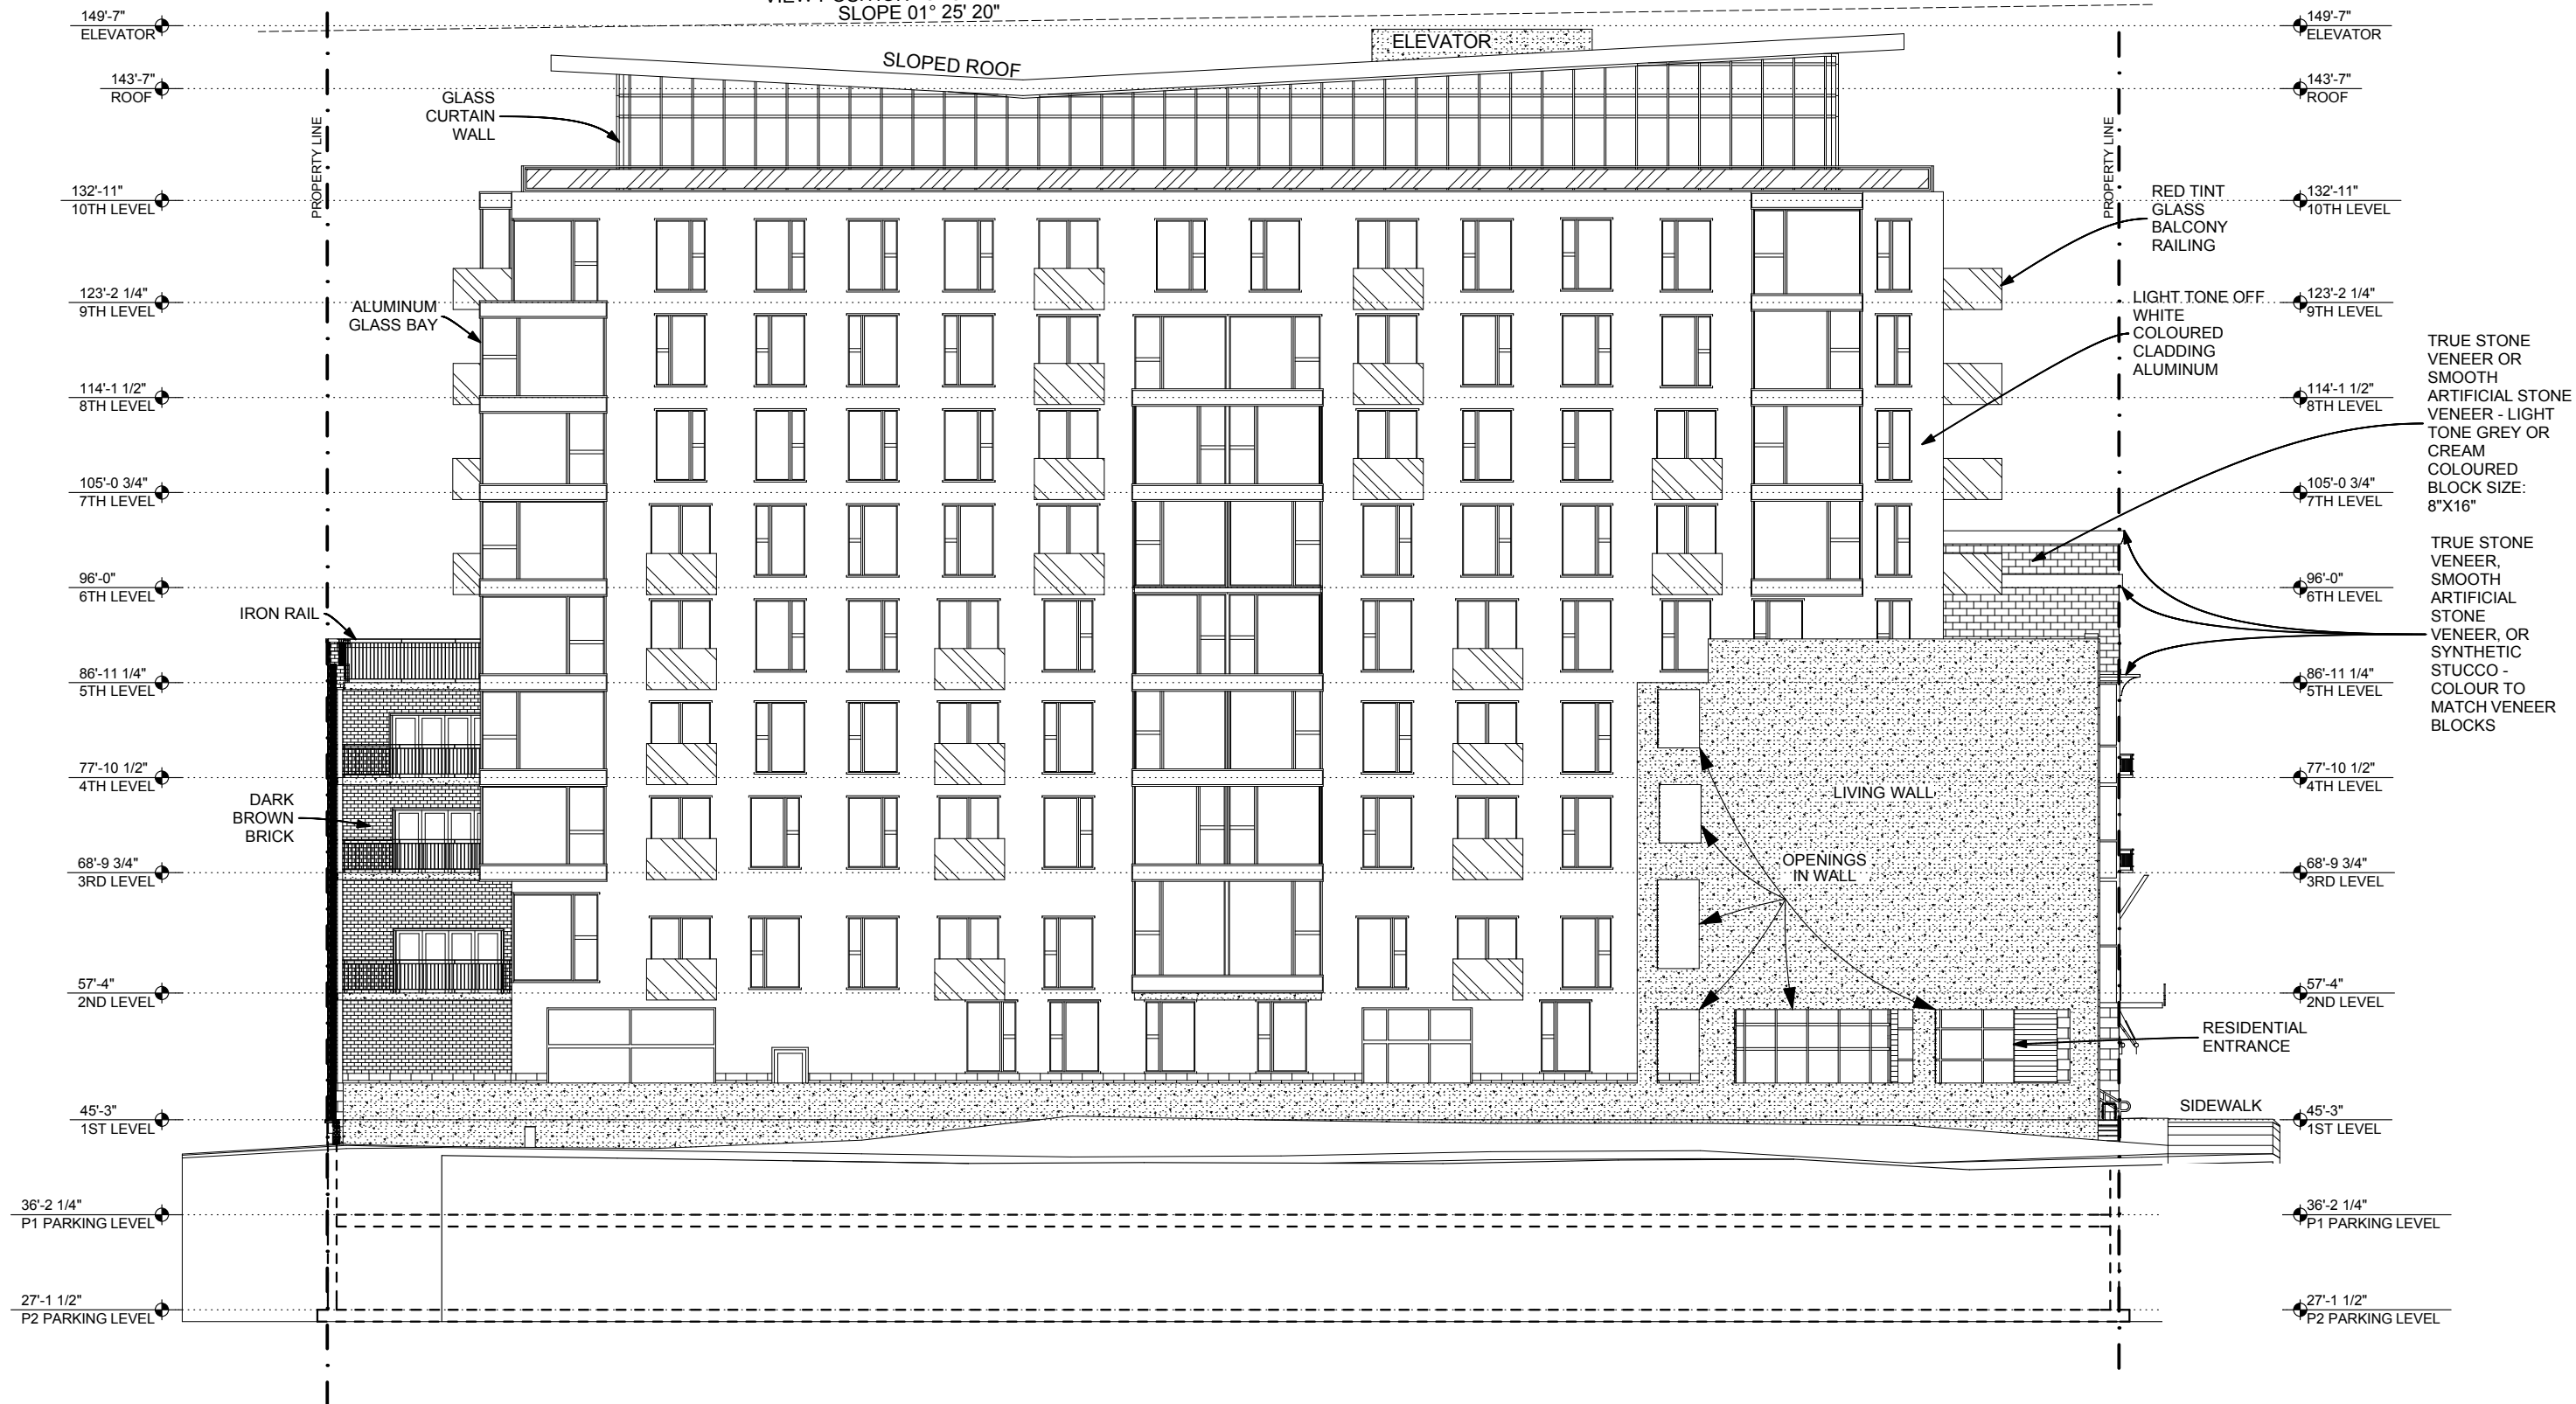 SLOPE 01° 25' 20"
149'-7"
ELEVATOR
143'-7"
ROOF
132'-11"
10TH LEVEL
123'-2 1/4"
9TH LEVEL
114'-1 1/2"
8TH LEVEL
105'-0 3/4"
7TH LEVEL
96'-0"
6TH LEVEL
86'-11 1/4"
5TH LEVEL
77'-10 1/2"
4TH LEVEL
68'-9 3/4"
3RD LEVEL
57'-4"
2ND LEVEL
45'-3"
1ST LEVEL
36'-2 1/4"
P1 PARKING LEVEL
27'-1 1/2"
P2 PARKING LEVEL
PROPERTY LINE
GLASS
CURTAIN
WALL
ALUMINUM
GLASS BAY
IRON RAIL
DARK
BROWN
BRICK
SLOPED ROOF
ELEVATOR
LIVING WALL
OPENINGS
IN WALL
PROPERTY LINE
RED TINT
GLASS
BALCONY
RAILING
LIGHT TONE OFF
WHITE
COLOURED
CLADDING
ALUMINUM
RESIDENTIAL
ENTRANCE
SIDEWALK
149'-7"
ELEVATOR
143'-7"
ROOF
132'-11"
10TH LEVEL
123'-2 1/4"
9TH LEVEL
114'-1 1/2"
8TH LEVEL
105'-0 3/4"
7TH LEVEL
96'-0"
6TH LEVEL
86'-11 1/4"
5TH LEVEL
77'-10 1/2"
4TH LEVEL
68'-9 3/4"
3RD LEVEL
57'-4"
2ND LEVEL
45'-3"
1ST LEVEL
36'-2 1/4"
P1 PARKING LEVEL
27'-1 1/2"
P2 PARKING LEVEL
TRUE STONE
VENEER OR
SMOOTH
ARTIFICIAL STONE
VENEER - LIGHT
TONE GREY OR
CREAM
COLOURED
BLOCK SIZE:
8"X16"
TRUE STONE
VENEER,
SMOOTH
ARTIFICIAL
STONE
VENEER, OR
SYNTHETIC
STUCCO -
COLOUR TO
MATCH VENEER
BLOCKS